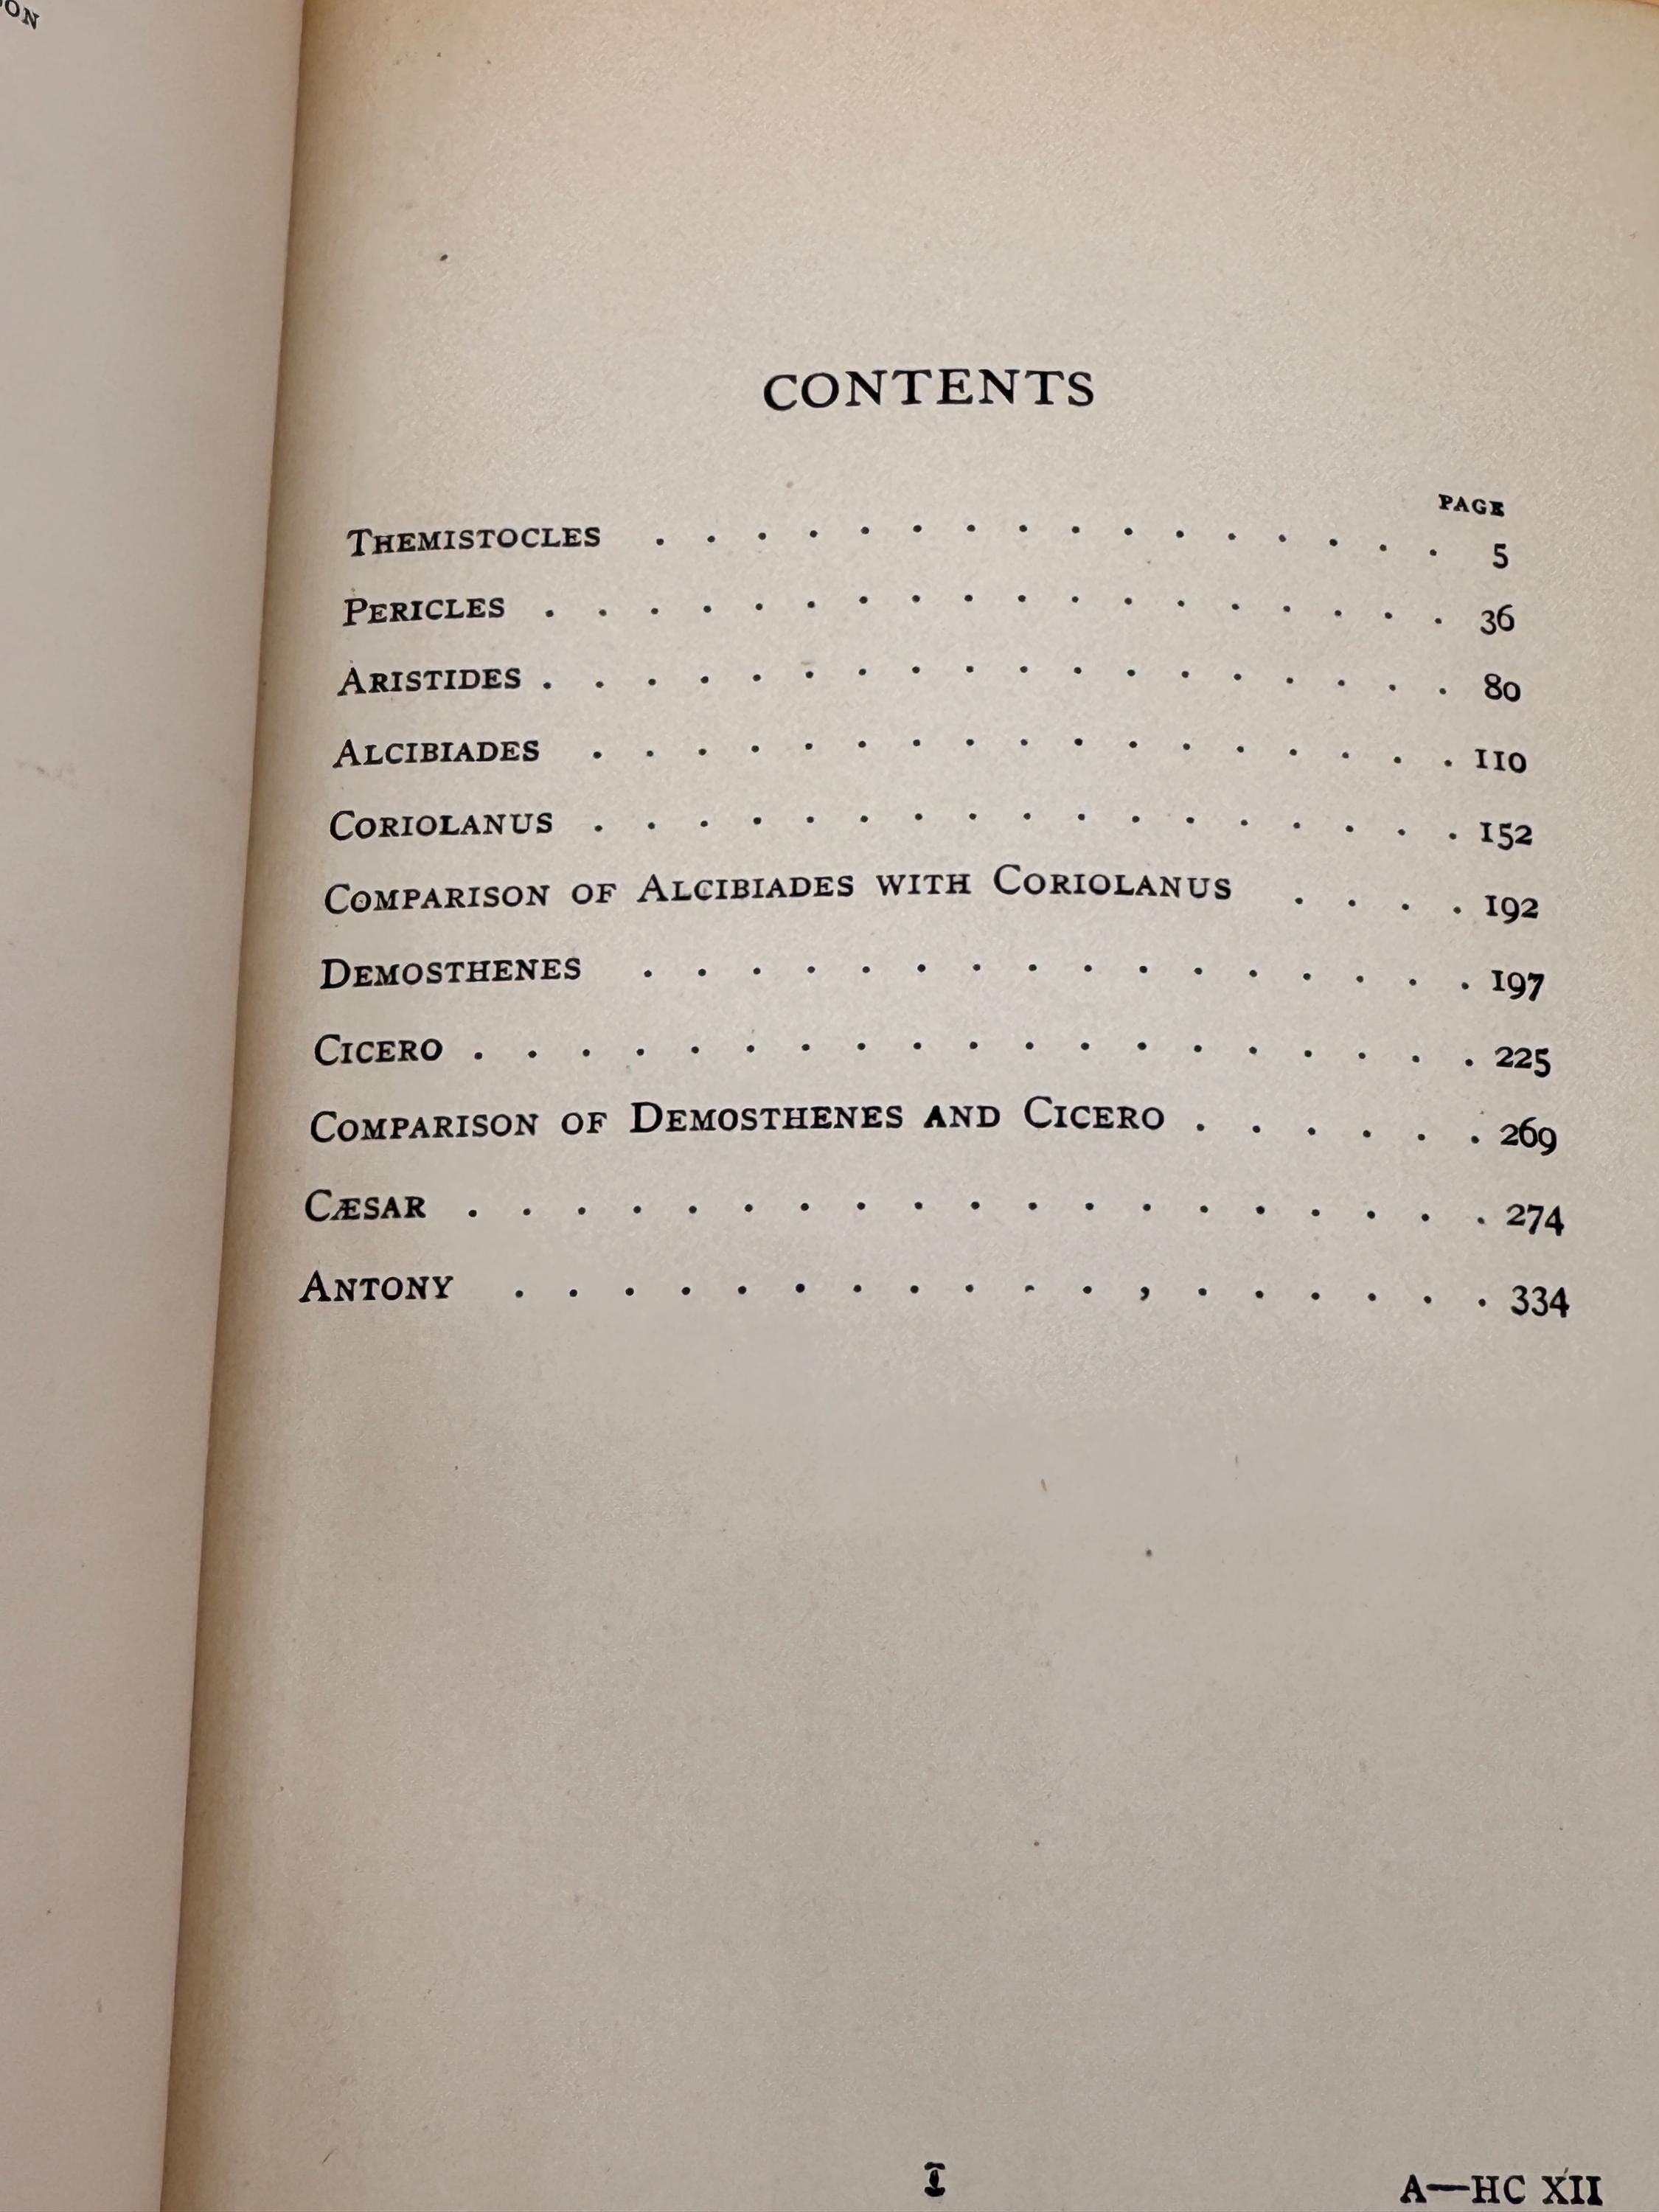 CONTENTS
PAGE
THEMISTOCLES . . . . . . . . . . . . . . . . 5
PERICLES . . . . . . . . . . . . . . . . . . 36
ARISTIDES . . . . . . . . . . . . . . . . . . 80
ALCIBIADES . . . . . . . . . . . . . . . . . 110
CORIOLANUS . . . . . . . . . . . . . . . . . 152
COMPARISON OF ALCIBIADES WITH CORIOLANUS . . . . 192
DEMOSTHENES . . . . . . . . . . . . . . . . 197
CICERO . . . . . . . . . . . . . . . . . . . 225
COMPARISON OF DEMOSTHENES AND CICERO . . . . . . 269
CÆSAR . . . . . . . . . . . . . . . . . . . 274
ANTONY . . . . . . . . . . . , . . . . . . 334
1
A—HC XII